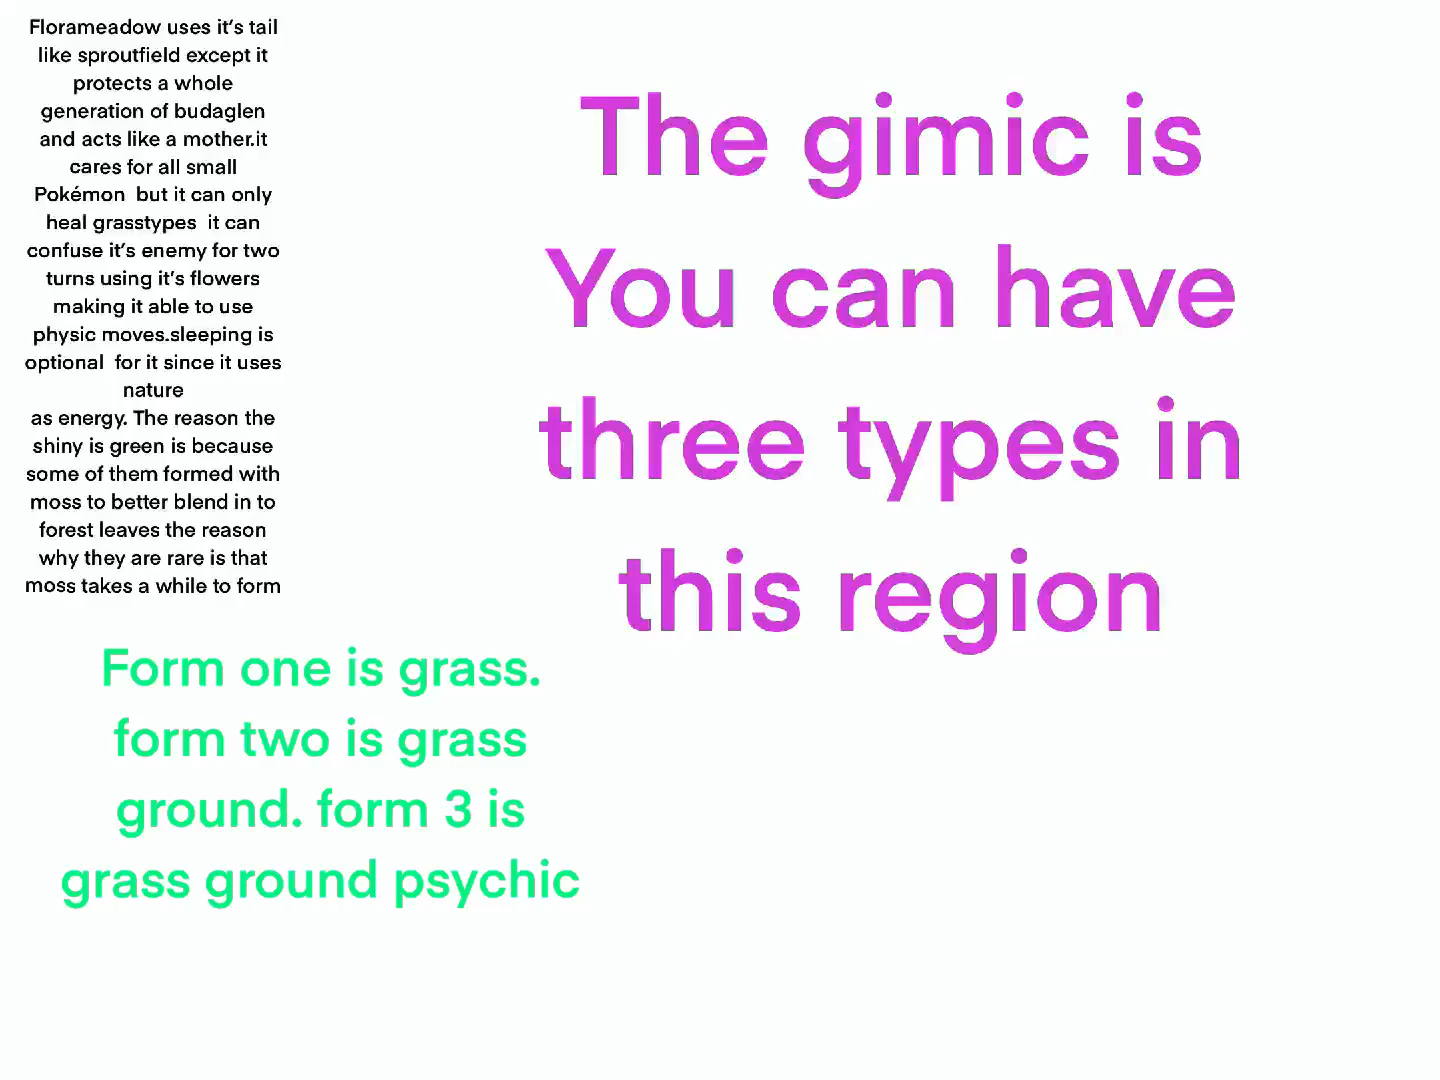 Florameadow uses it’s tail
like sproutfield except it
protects a whole
generation of budaglen
and acts like a mother.it
cares for all small
Pokémon  but it can only
heal grasstypes  it can
confuse it’s enemy for two
turns using it’s flowers
making it able to use
physic moves.sleeping is
optional  for it since it uses
nature
as energy. The reason the
shiny is green is because
some of them formed with
moss to better blend in to
forest leaves the reason
why they are rare is that
moss takes a while to form
The gimic is
You can have
three types in
this region
Form one is grass.
form two is grass
ground. form 3 is
grass ground psychic